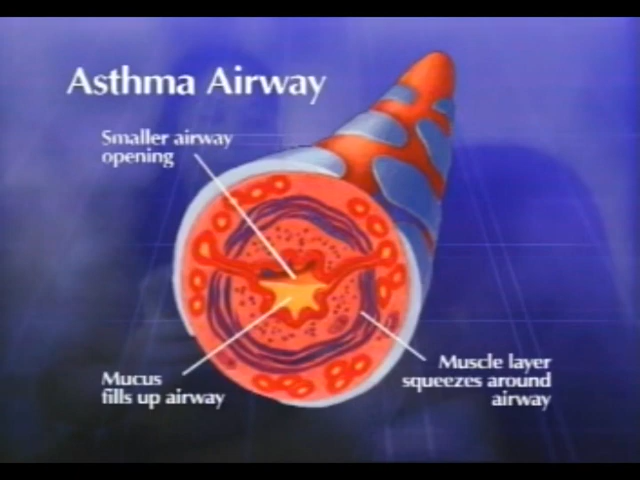 Asthma Airway
Smaller airway
opening
Mucus
fills up airway
Muscle layer
squeezes around
airway